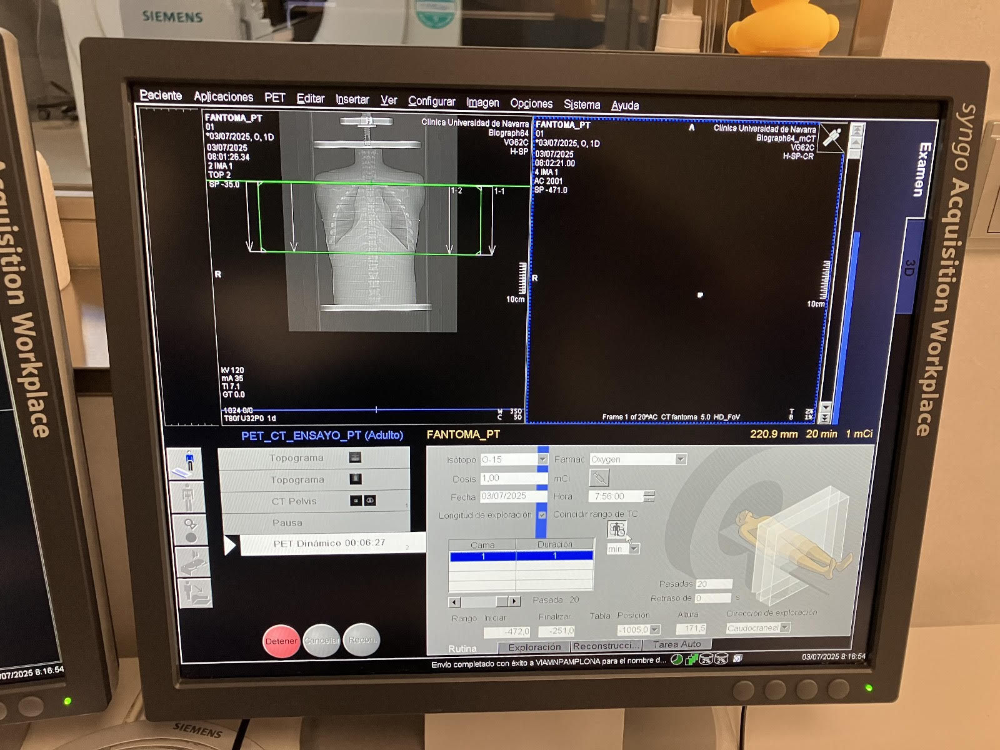 SIEMENS
Paciente Aplicaciones PET Editar Insertar Ver Configurar Imagen Opciones Sistema Ayuda
FANTOMA_PT
01
*03/07/2025, O, 1D
03/07/2025
08:01:26.34
2 IMA 1
TOP 2
SP -35.0
Clinica Universidad de Navarra
Biograph64
VG62C
H-SP
1-2
1-1
R
10cm
kV 120
mA 35
TI 7.1
GT 0.0
1024 0/0
T80f U32P0 1d
W 350
C 50
FANTOMA_PT
01
*03/07/2025, O, 1D
03/07/2025
08:02:21.00
4 IMA 1
AC 2001
SP -471.0
A
Clinica Universidad de Navarra
Biograph64_mCT
VG62C
H-SP-CR
R
10cm
Frame 1 of 20^AC CT fantoma 5.0 HD_FoV
T 2%
B 1%
Examen
3D
syngo Acquisition Workplace
Acquisition Workplace
PET_CT_ENSAYO_PT (Adulto)
FANTOMA_PT
220.9 mm 20 min 1 mCi
Topograma
Topograma
CT Pelvis
1
Pausa
PET Dinámico 00:06:27
2
Isótopo O-15 Farmac Oxygen
Dosis 1,00 mCi
Fecha 03/07/2025 Hora 7:56:00
Longitud de exploración Coincidir rango de TC
Cama Duración
1 1
min
Pasada : 20
Pasadas 20
Retraso de 0 s
Rango Iniciar Finalizar Tabla Posición Altura Dirección de exploración
-472,0 -251,0 -1005,0 171,5 Caudocraneal
Detener Cancelar Recon.
Rutina Exploración Reconstrucci... Tarea Auto
Envío completado con éxito a VIAMNPAMPLONA para el nombre d...
2% 2%
03/07/2025 8:16:54
/07/2025 8:16:54
SIEMENS